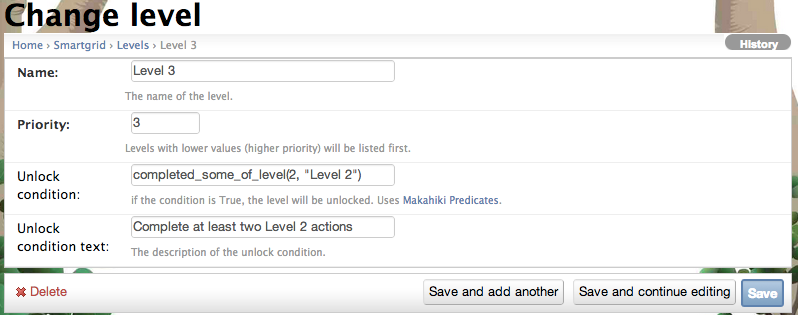 Change level
Home › Smartgrid › Levels › Level 3
History
Name: Level 3
The name of the level.
Priority: 3
Levels with lower values (higher priority) will be listed first.
Unlock condition: completed_some_of_level(2, "Level 2")
if the condition is True, the level will be unlocked. Uses Makahiki Predicates.
Unlock condition text: Complete at least two Level 2 actions
The description of the unlock condition.
Delete
Save and add another
Save and continue editing
Save